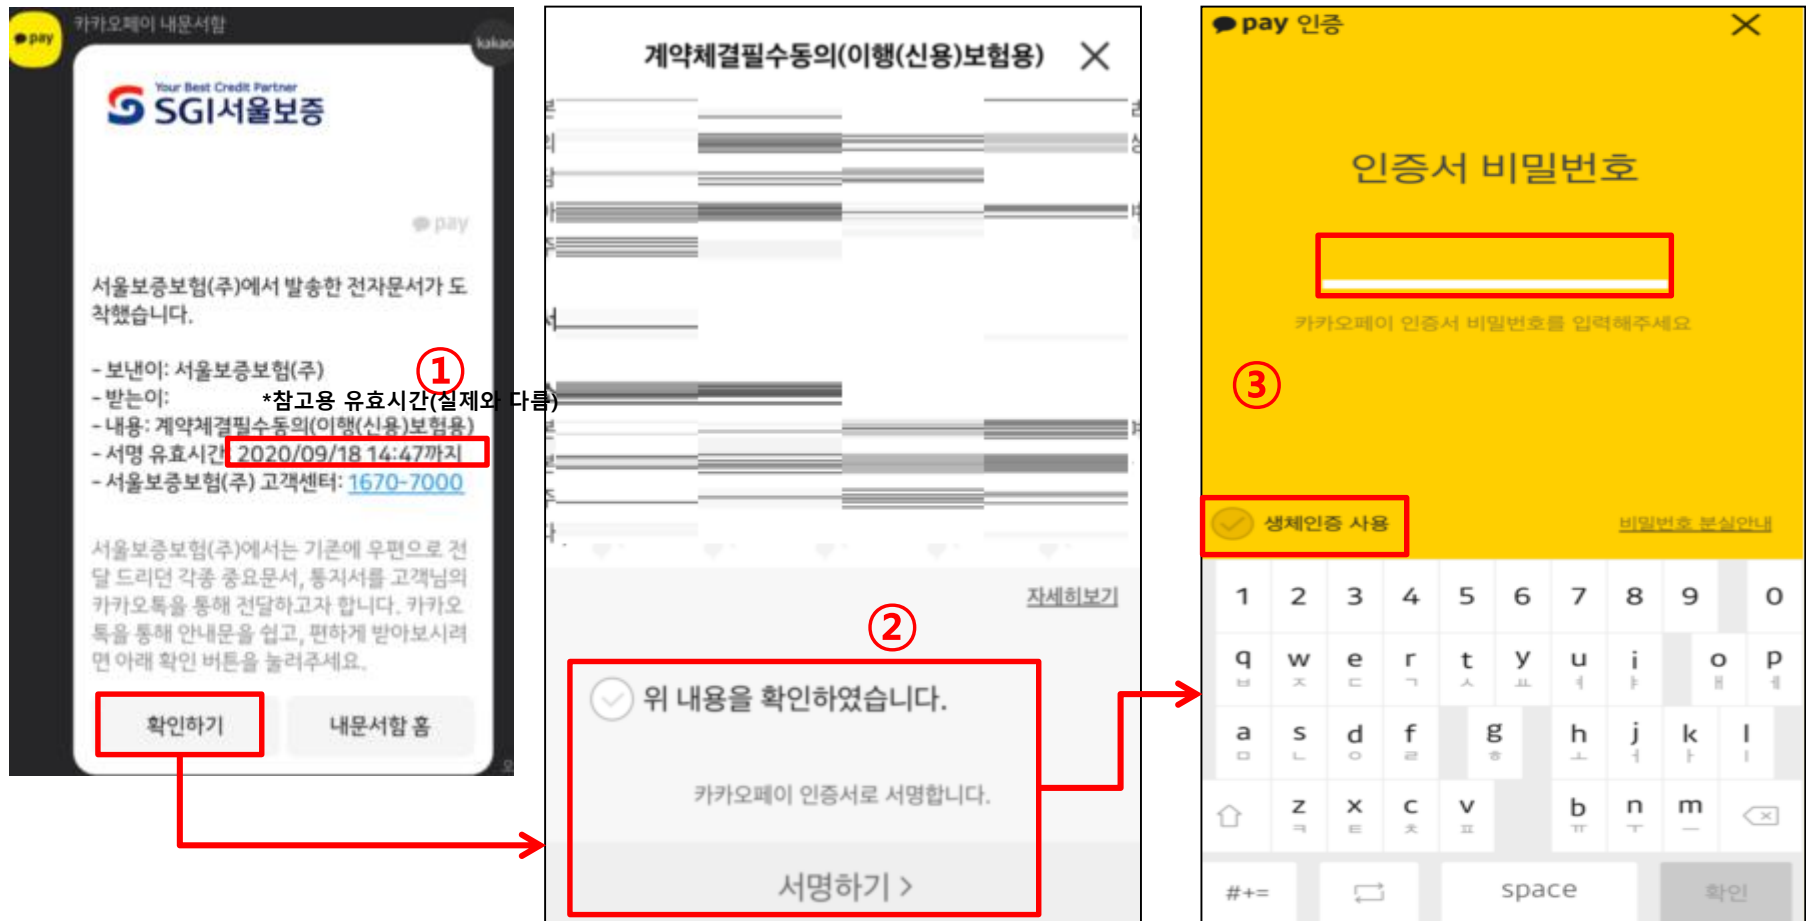 pay
카카오페이 내문서함
kakao
Your Best Credit Partner
SGI서울보증
pay
서울보증보험(주)에서 발송한 전자문서가 도
착했습니다.
- 보낸이: 서울보증보험(주)
①
- 받는이:
*참고용 유효시간(실제와 다름)
- 내용: 계약체결필수동의(이행(신용)보험용)
- 서명 유효시간: 2020/09/18 14:47까지
- 서울보증보험(주) 고객센터: 1670-7000
서울보증보험(주)에서는 기존에 우편으로 전
달 드리던 각종 중요문서, 통지서를 고객님의
카카오톡을 통해 전달하고자 합니다. 카카오
톡을 통해 안내문을 쉽고, 편하게 받아보시려
면 아래 확인 버튼을 눌러주세요.
확인하기
내문서함 홈
계약체결필수동의(이행(신용)보험용)
자세히보기
②
위 내용을 확인하였습니다.
카카오페이 인증서로 서명합니다.
서명하기 >
pay 인증
인증서 비밀번호
카카오페이 인증서 비밀번호를 입력해주세요
③
생체인증 사용
비밀번호 분실안내
1 2 3 4 5 6 7 8 9 0
q w e r t y u i o p
ㅂ ㅈ ㄷ ㄱ ㅅ ㅛ ㅕ ㅑ ㅐ ㅔ
a s d f g h j k l
ㅁ ㄴ ㅇ ㄹ ㅎ ㅗ ㅓ ㅏ ㅣ
z x c v b n m
ㅋ ㅌ ㅊ ㅍ ㅠ ㅜ ㅡ
#+=
space
확인